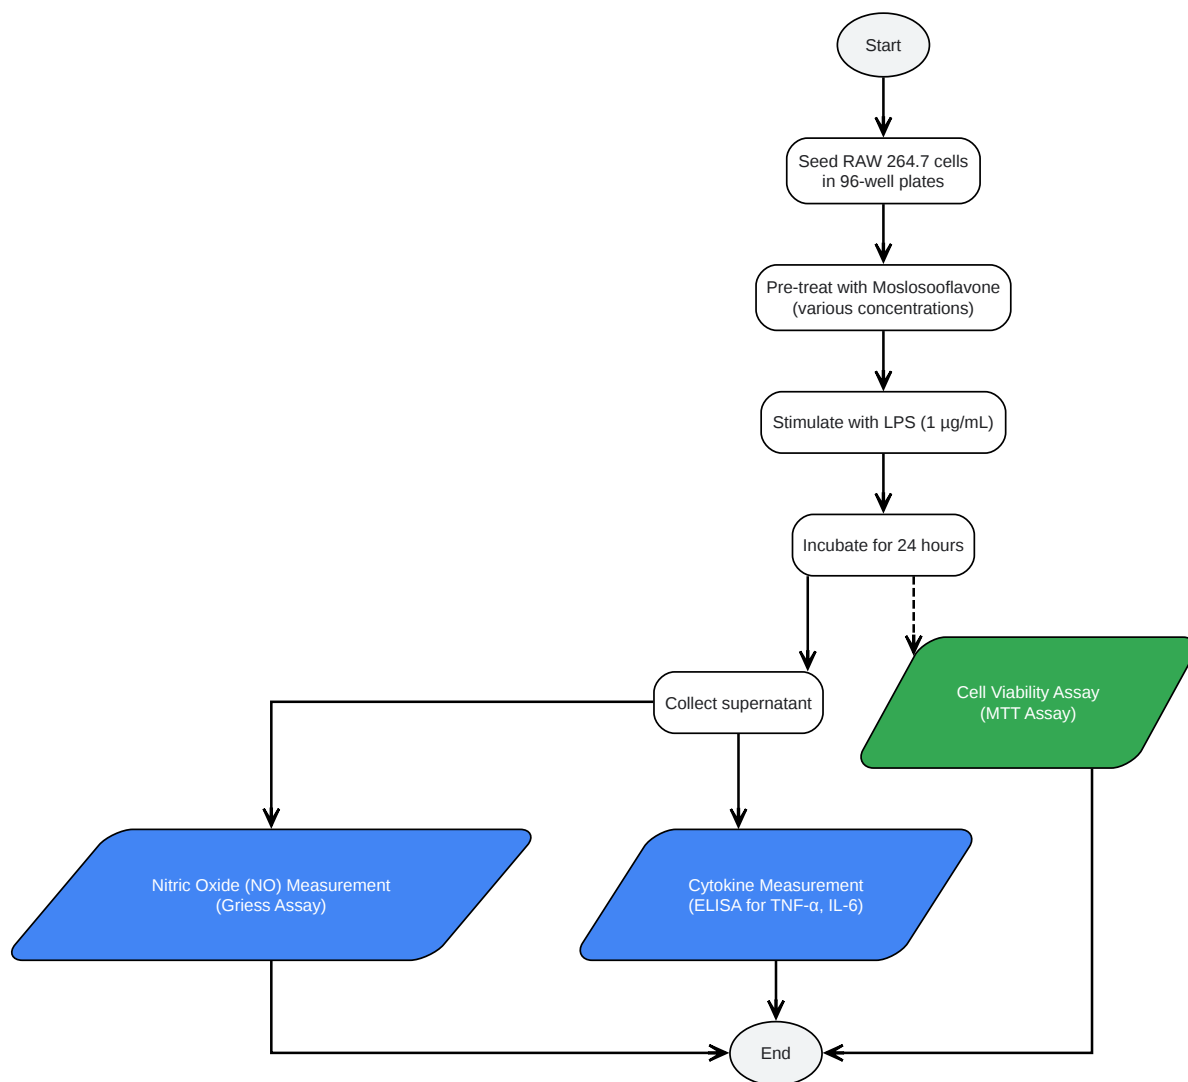 Start
Seed RAW 264.7 cells
in 96-well plates
Pre-treat with Moslosooflavone
(various concentrations)
Stimulate with LPS (1 µg/mL)
Incubate for 24 hours
Collect supernatant
Cell Viability Assay
(MTT Assay)
Nitric Oxide (NO) Measurement
(Griess Assay)
Cytokine Measurement
(ELISA for TNF-α, IL-6)
End